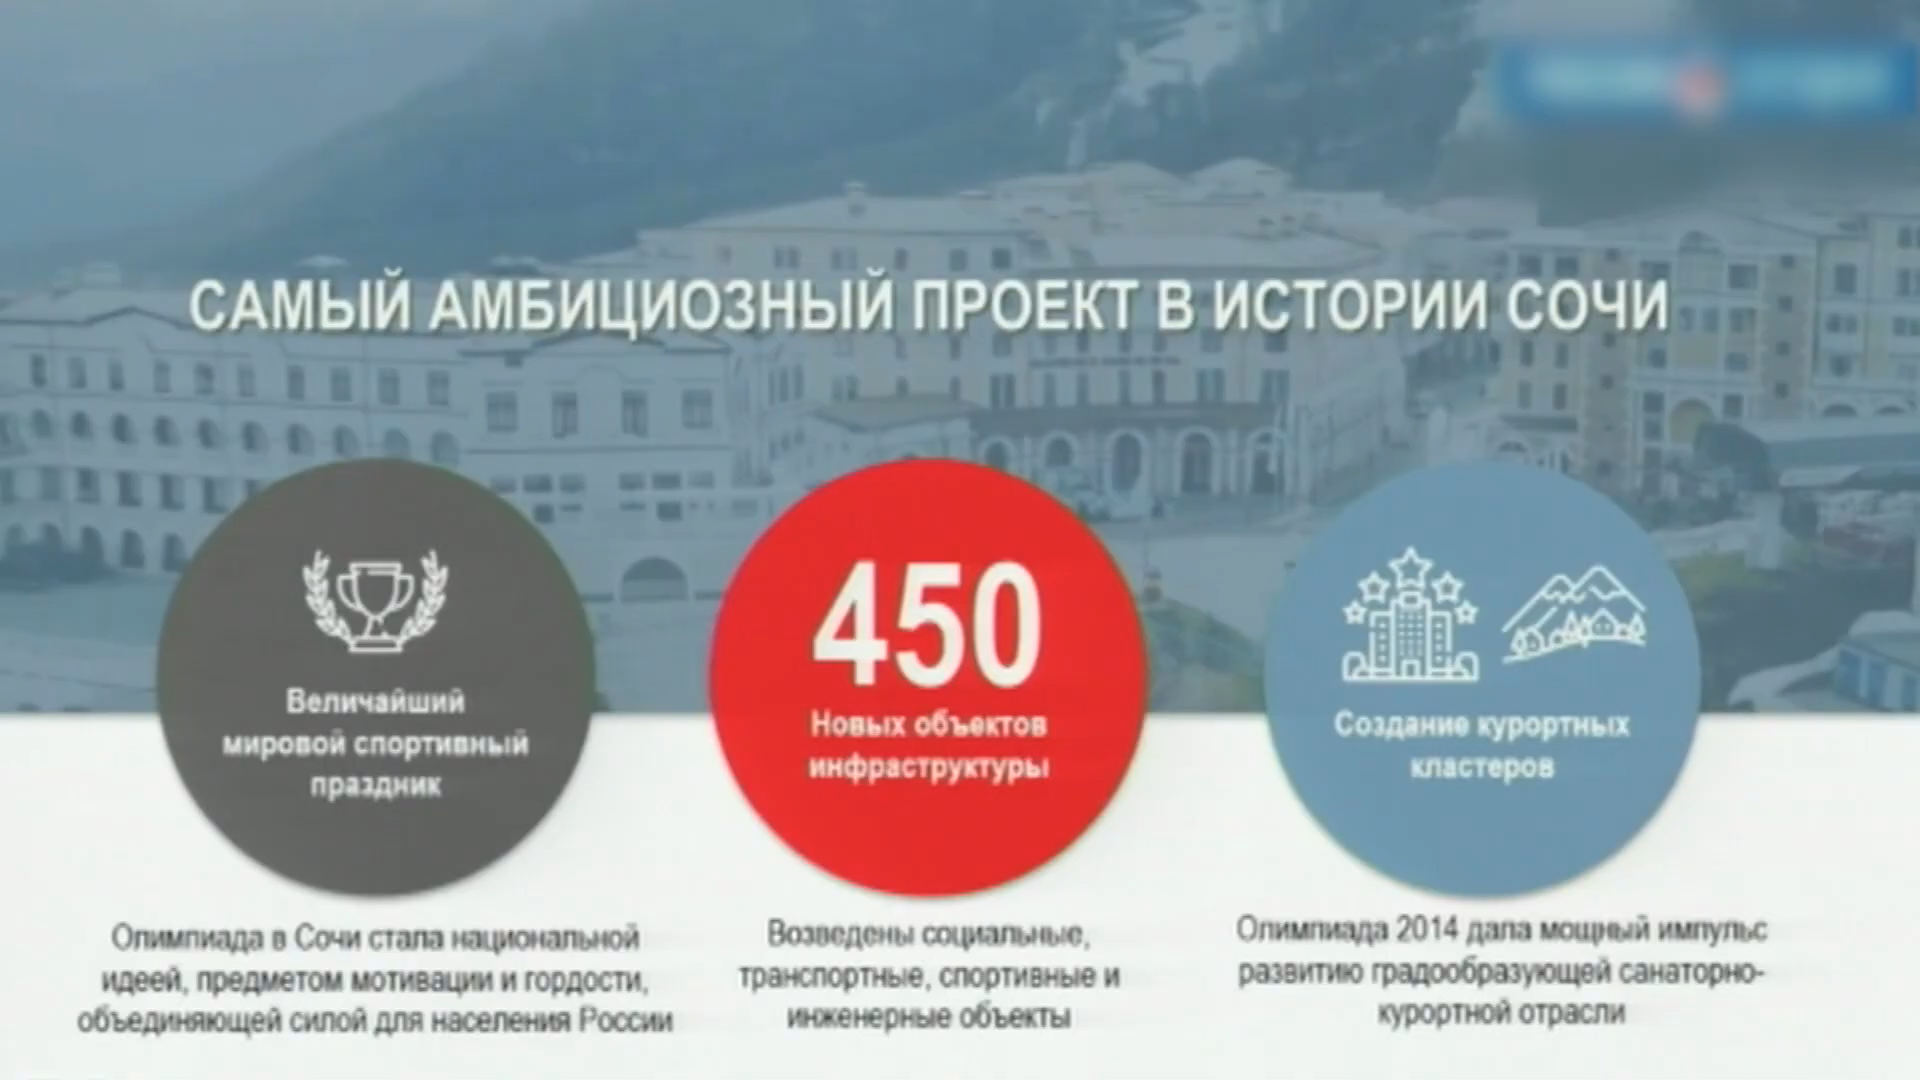 САМЫЙ АМБИЦИОЗНЫЙ ПРОЕКТ В ИСТОРИИ СОЧИ
Величайший
мировой спортивный
праздник
450
Новых объектов
инфраструктуры
Создание курортных
кластеров
Олимпиада в Сочи стала национальной
идеей, предметом мотивации и гордости,
объединяющей силой для населения России
Возведены социальные,
транспортные, спортивные и
инженерные объекты
Олимпиада 2014 дала мощный импульс
развитию градообразующей санаторно-
курортной отрасли